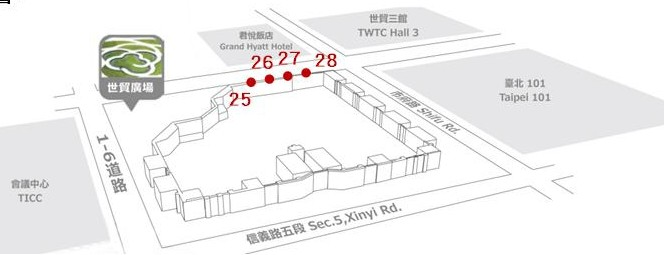 世貿三館
TWTC Hall 3
君悅飯店
Grand Hyatt Hotel
26
27
28
25
世貿廣場
臺北 101
Taipei 101
市府路 Shifu Rd.
1-6道路
會議中心
TICC
信義路五段 Sec.5,Xinyi Rd.